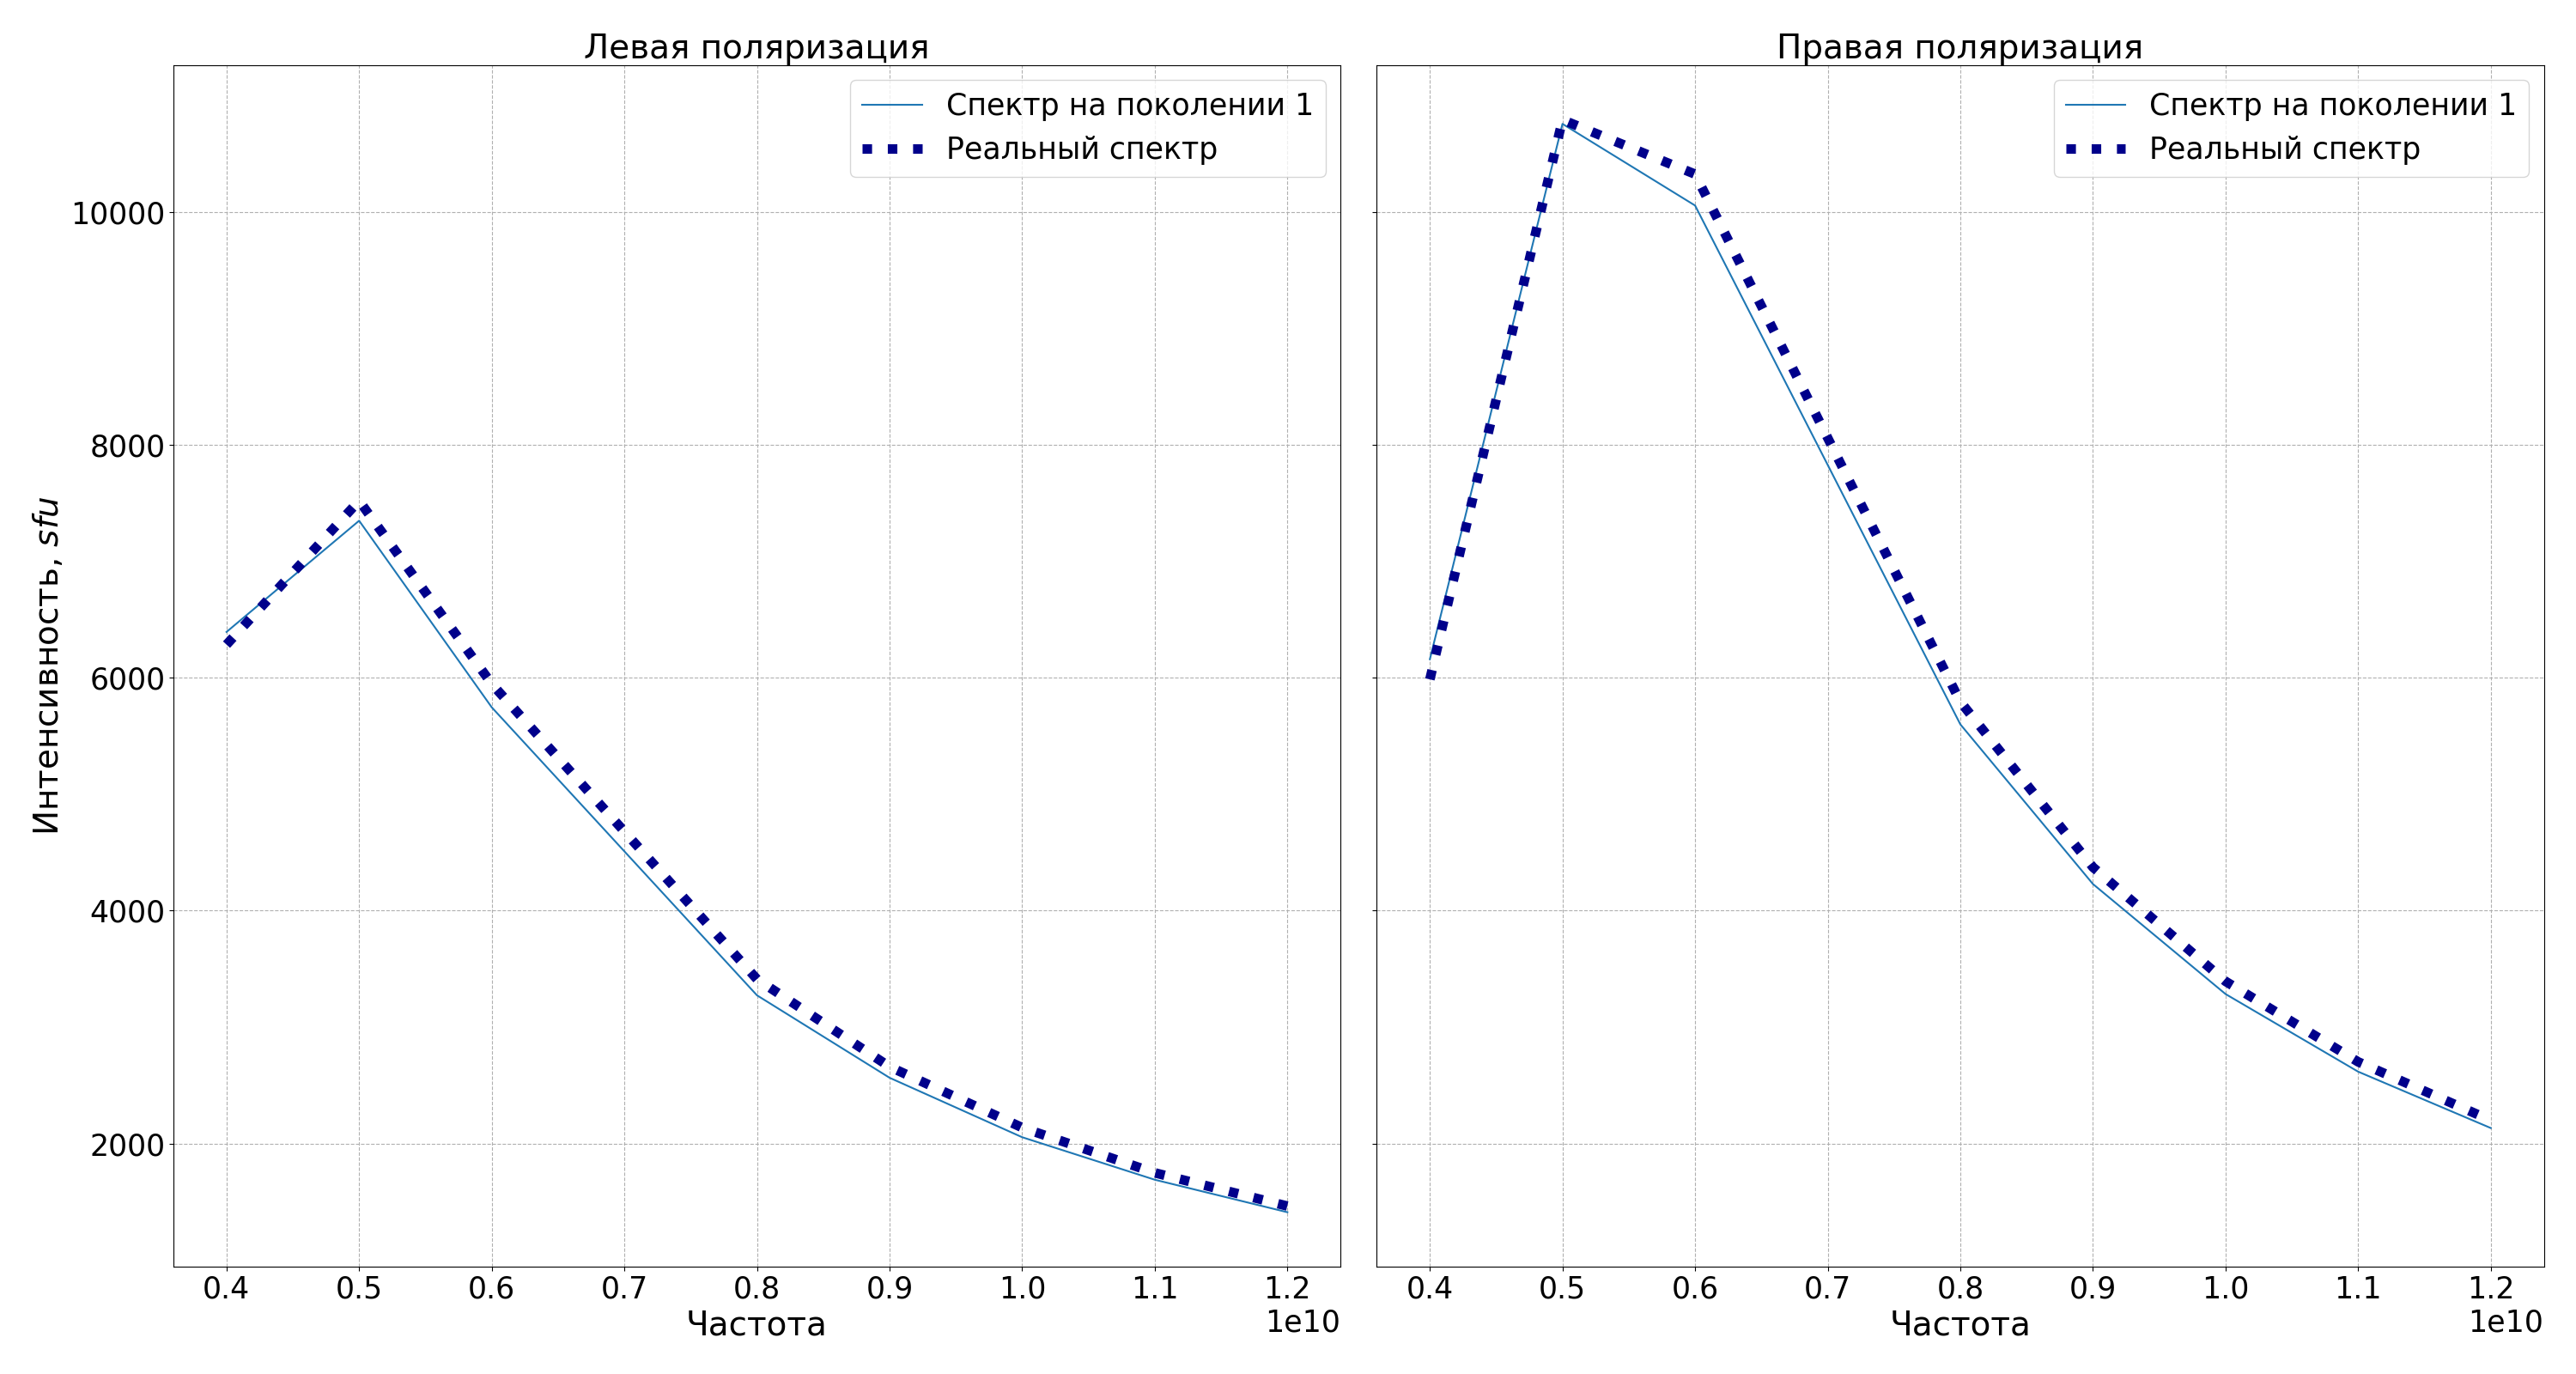 Левая поляризация
Спектр на поколении 1
Реальный спектр
Интенсивность, sfu
10000
8000
6000
4000
2000
0.4 0.5 0.6 0.7 0.8 0.9 1.0 1.1 1.2
1e10
Частота
Правая поляризация
Спектр на поколении 1
Реальный спектр
0.4 0.5 0.6 0.7 0.8 0.9 1.0 1.1 1.2
1e10
Частота